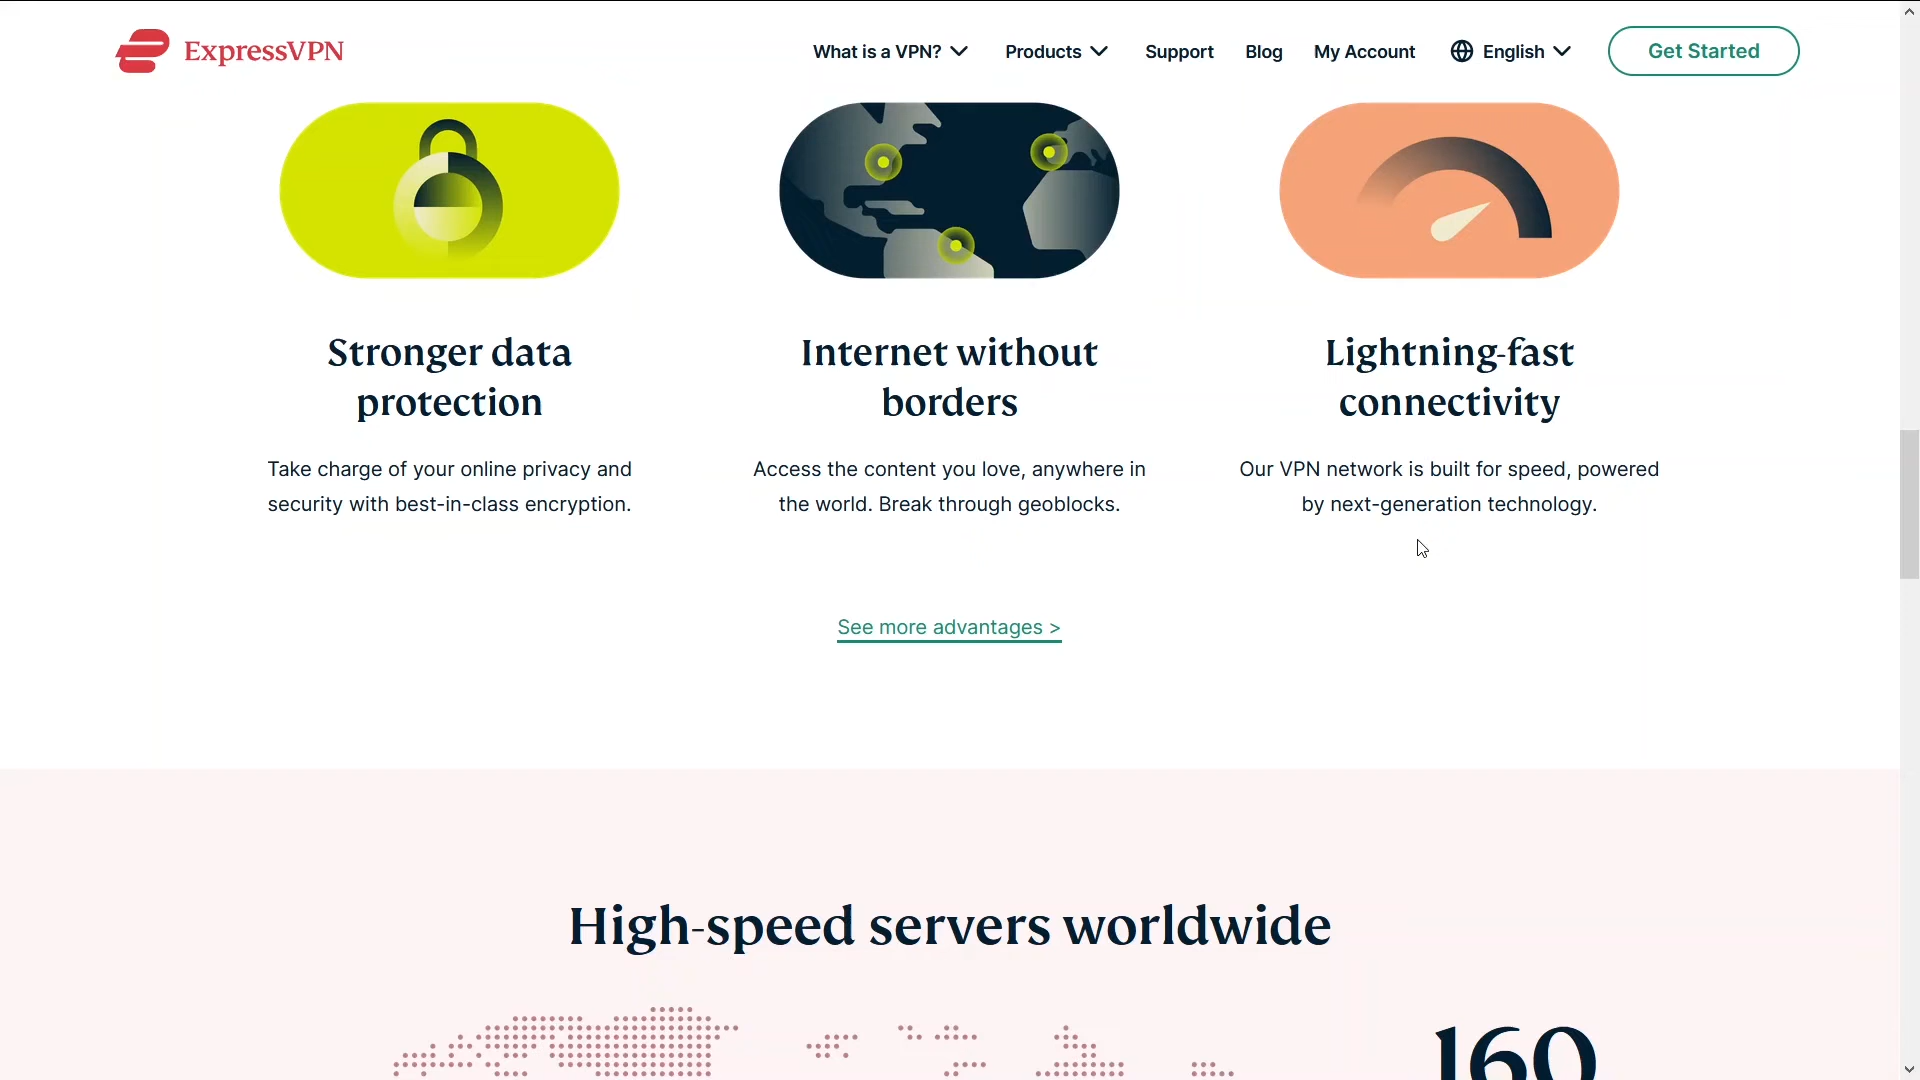 ExpressVPN
What is a VPN?
Products
Support
Blog
My Account
English
Get Started
Stronger data
protection
Take charge of your online privacy and
security with best-in-class encryption.
Internet without
borders
Access the content you love, anywhere in
the world. Break through geoblocks.
Lightning-fast
connectivity
Our VPN network is built for speed, powered
by next-generation technology.
See more advantages >
High-speed servers worldwide
160